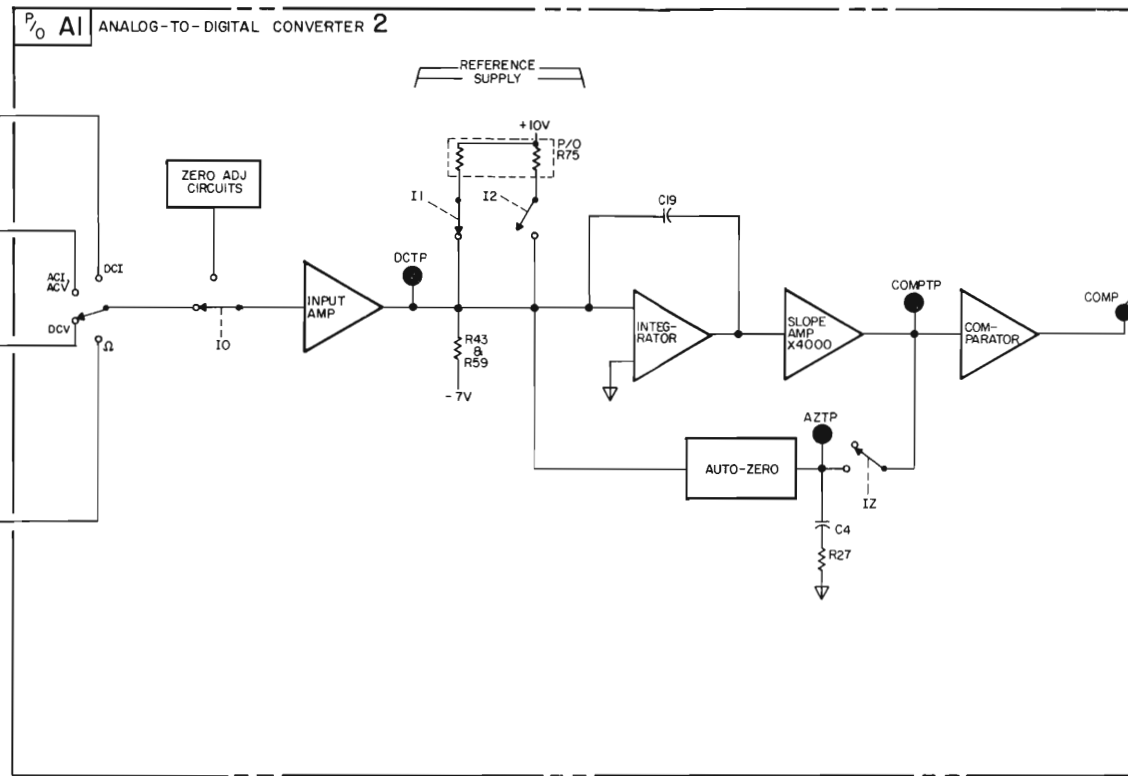 P/O A1 ANALOG-TO-DIGITAL CONVERTER 2
REFERENCE
SUPPLY
+10V
P/O
R75
ZERO ADJ
CIRCUITS
I1
I2
C19
DCI
ACI,
ACV
DCV
Ω
IO
INPUT
AMP
DCTP
R43
&
R59
-7V
INTEG-
RATOR
SLOPE
AMP
X4000
COMPTP
COM-
PARATOR
COMP
AUTO-ZERO
AZTP
IZ
C4
R27